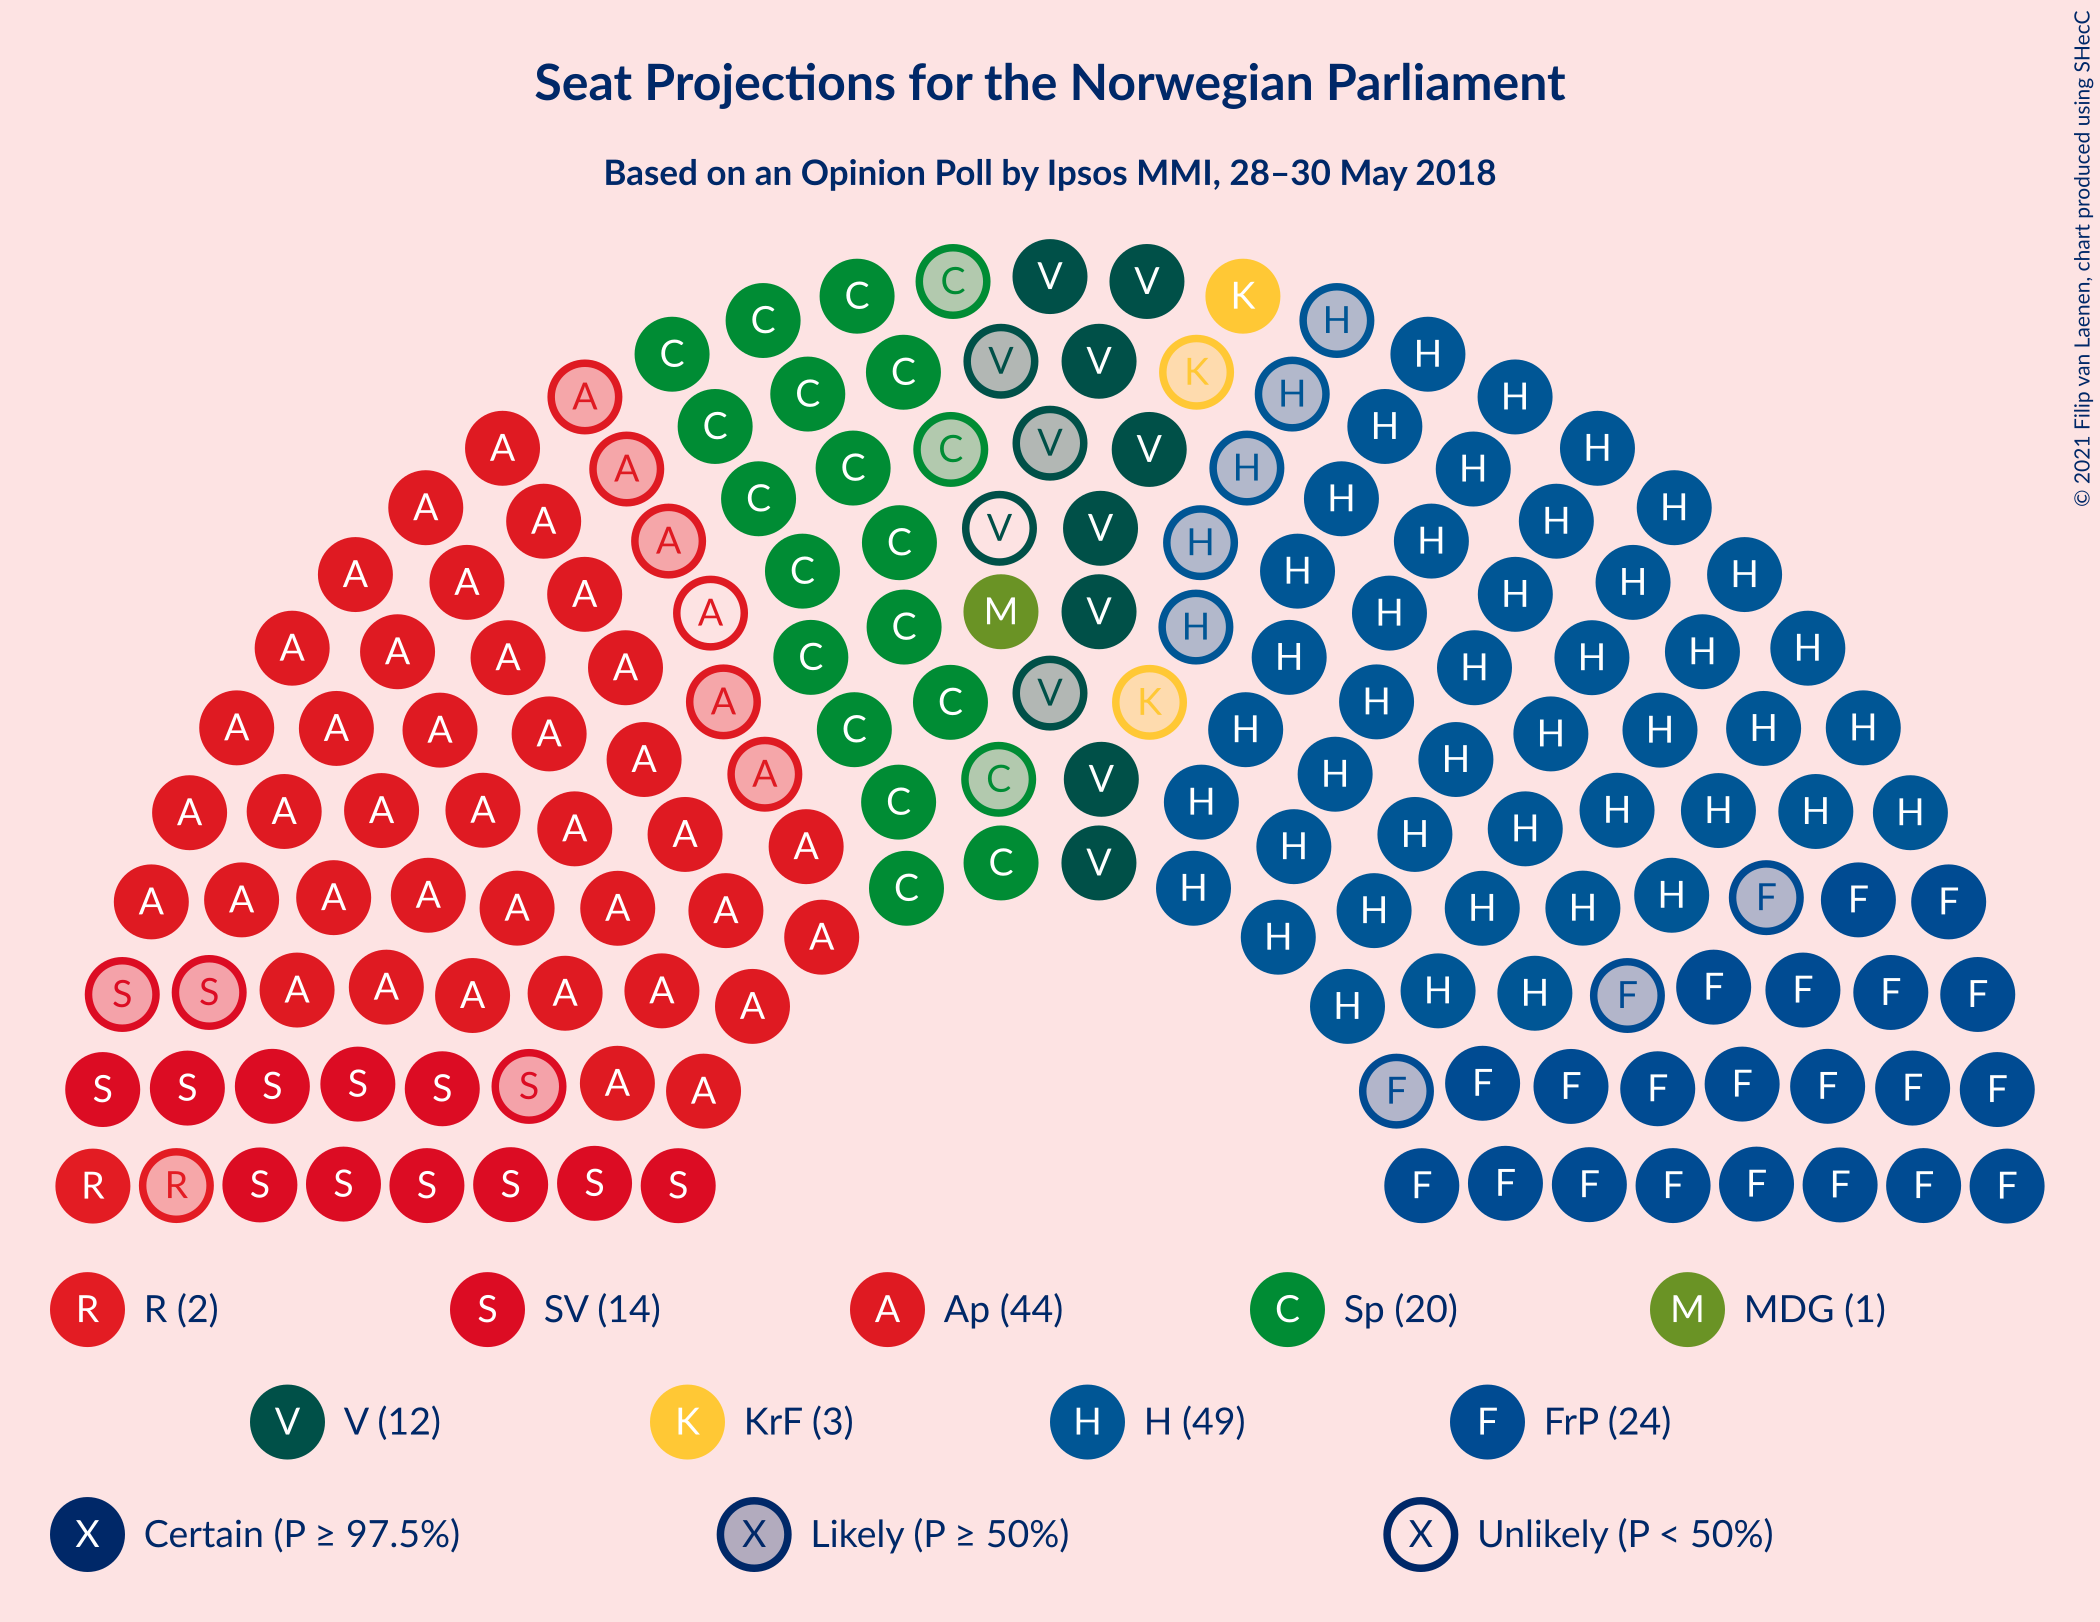 © 2021 Filip van Laenen, chart produced using SHecC
Seat Projections for the Norwegian Parliament
Based on an Opinion Poll by Ipsos MMI, 28–30 May 2018
C C V V K
C H
C H
C V V K
C H
A H
C H
A C V V H
A C H H
A C H H
A A C V V H H H
A A A C H H H H
A C M V H H
A A A A C H H H H H
A C V K H
A A A A C H H H H H
A A C V H H
A A A A C H H H H H
A A A C V H H H
A A A A A A A C H H H H H F F F
A H
S S A A A A A A H H H F F F F F
S S S S S S A A F F F F F F F F
R R S S S S S S F F F F F F F F
R R (2) S SV (14) A Ap (44) C Sp (20) M MDG (1)
V V (12) K KrF (3) H H (49) F FrP (24)
X Certain (P ≥ 97.5%) X Likely (P ≥ 50%) X Unlikely (P < 50%)